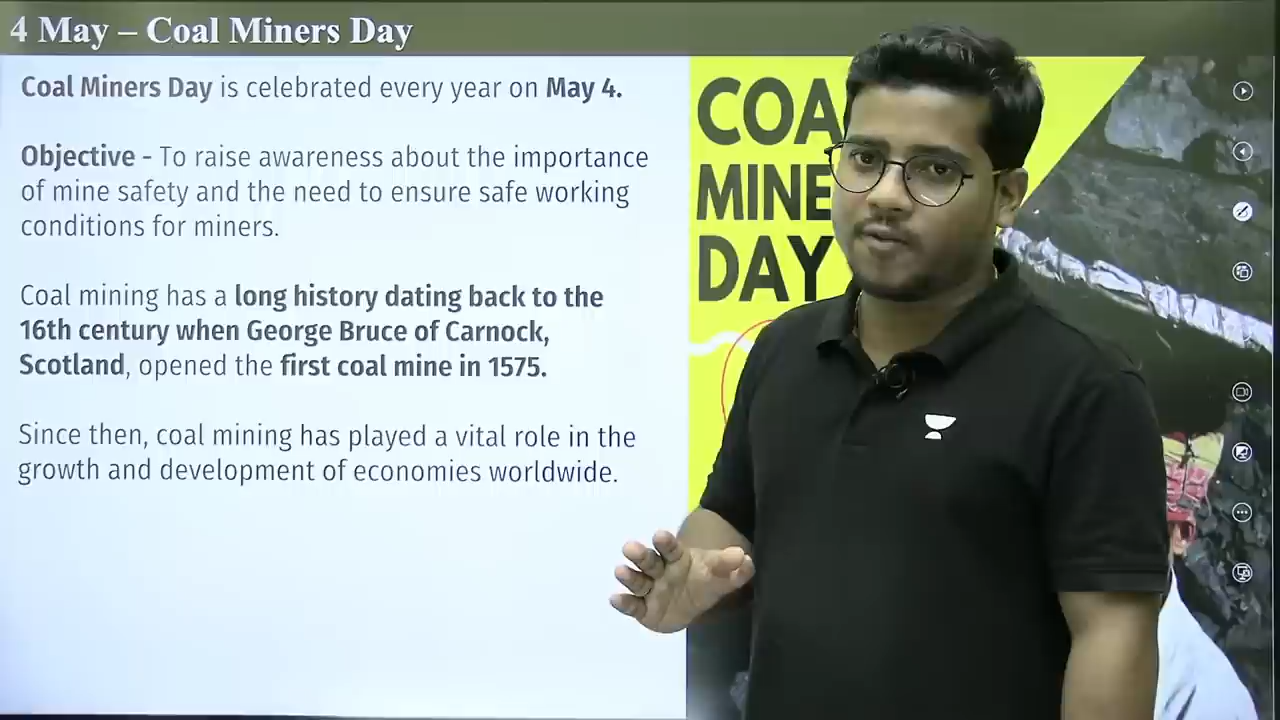 4 May – Coal Miners Day
Coal Miners Day is celebrated every year on May 4.
Objective - To raise awareness about the importance
of mine safety and the need to ensure safe working
conditions for miners.
Coal mining has a long history dating back to the
16th century when George Bruce of Carnock,
Scotland, opened the first coal mine in 1575.
Since then, coal mining has played a vital role in the
growth and development of economies worldwide.
COA
MINE
DAY